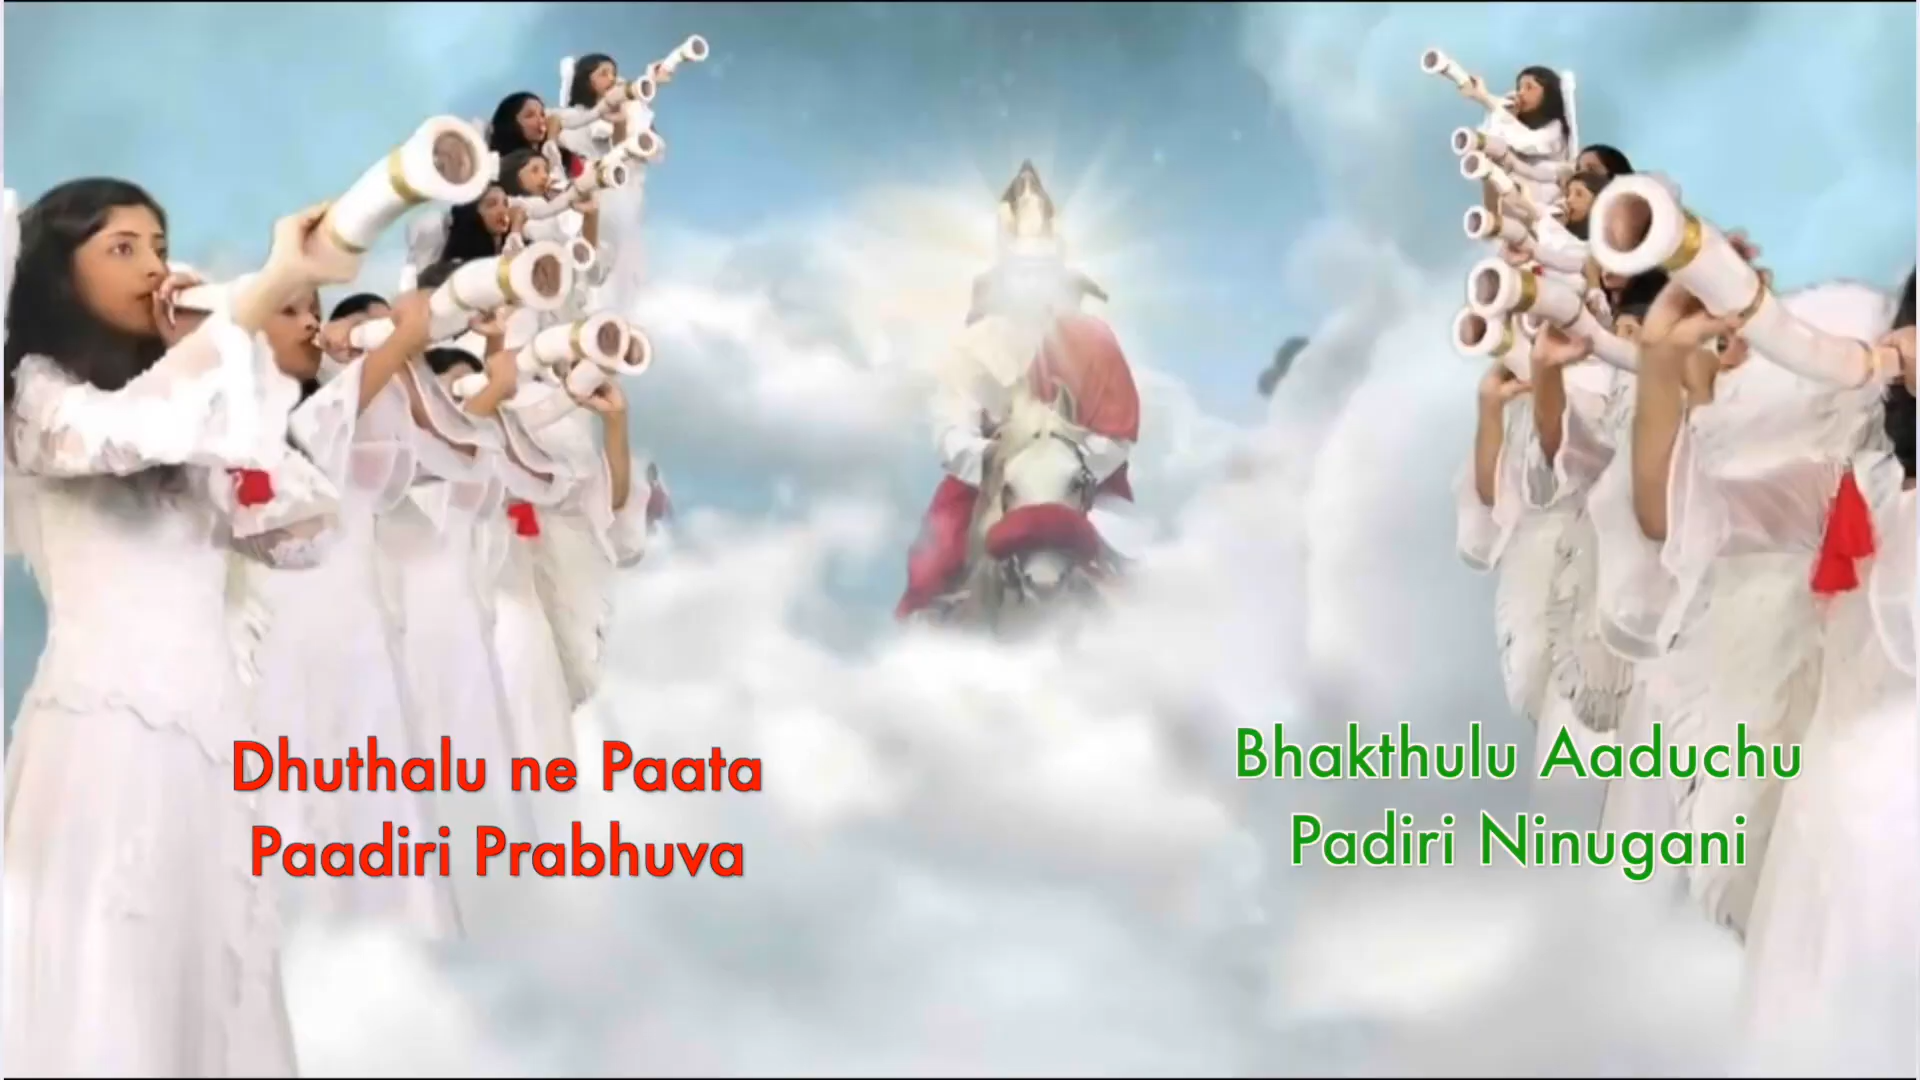 Dhuthalu ne Paata
Paadiri Prabhuva
Bhakthulu Aaduchu
Padiri Ninugani